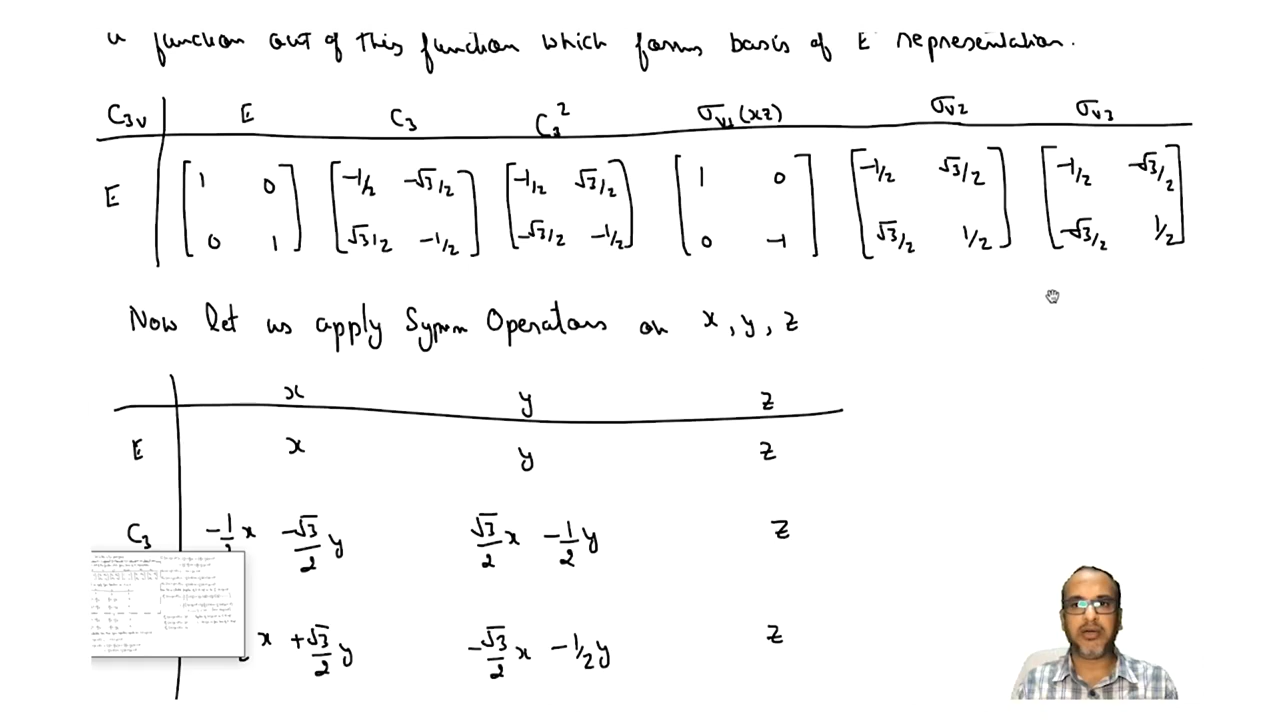 a function out of this function which forms basis of E representation.
C3v E C3 C3² σv1(xz) σv2 σv3
E [1 0 [-1/2 -√3/2 [-1/2 √3/2 [1 0 [-1/2 √3/2 [-1/2 -√3/2
0 1] √3/2 -1/2] -√3/2 -1/2] 0 -1] √3/2 1/2] -√3/2 1/2]
Now let us apply Symm Operators on x, y, z
x y z
E x y z
C3 -1/2 x -√3/2 y √3/2 x -1/2 y z
x +√3/2 y -√3/2 x -1/2 y z